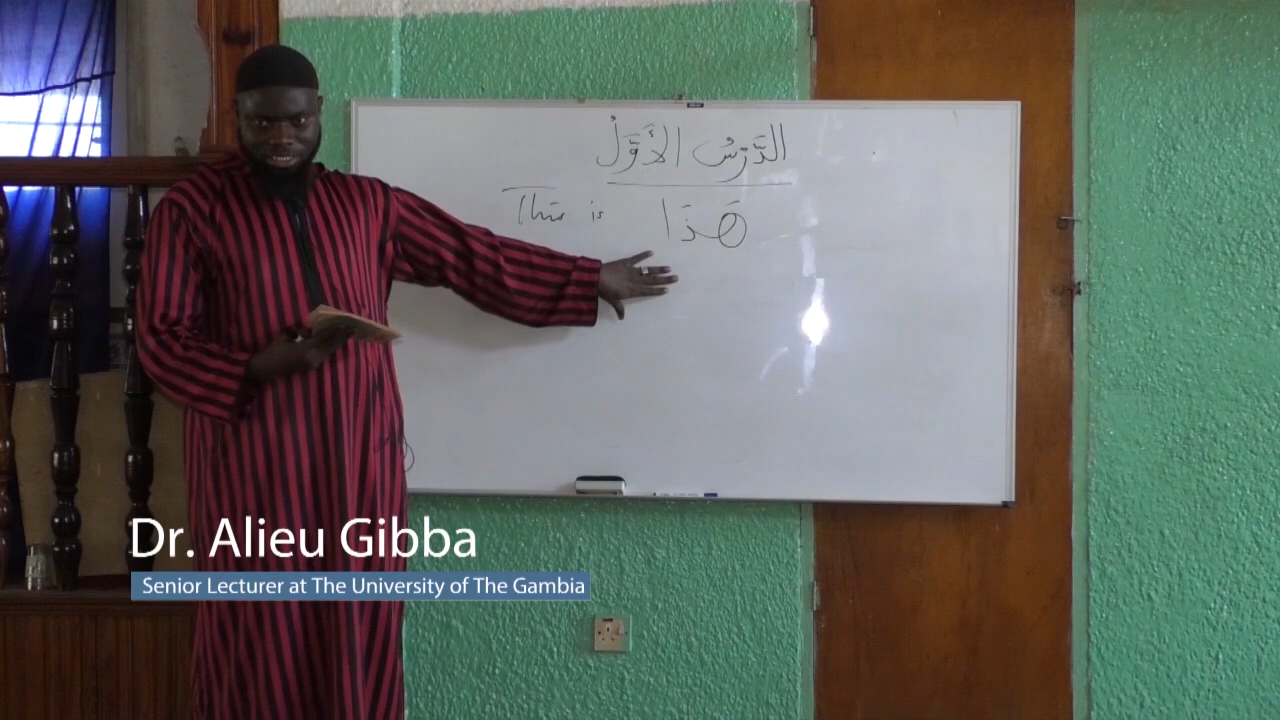 الدَّرْسُ الأَوَّلُ
هَذَا This is
Dr. Alieu Gibba
Senior Lecturer at The University of The Gambia